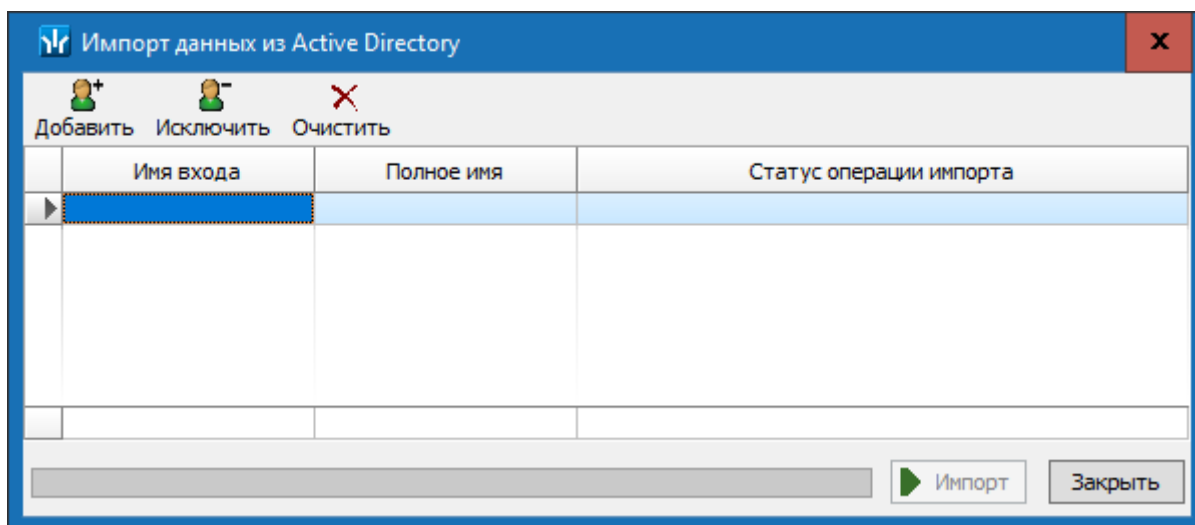 Импорт данных из Active Directory
Добавить Исключить Очистить
Имя входа Полное имя Статус операции импорта
Импорт Закрыть